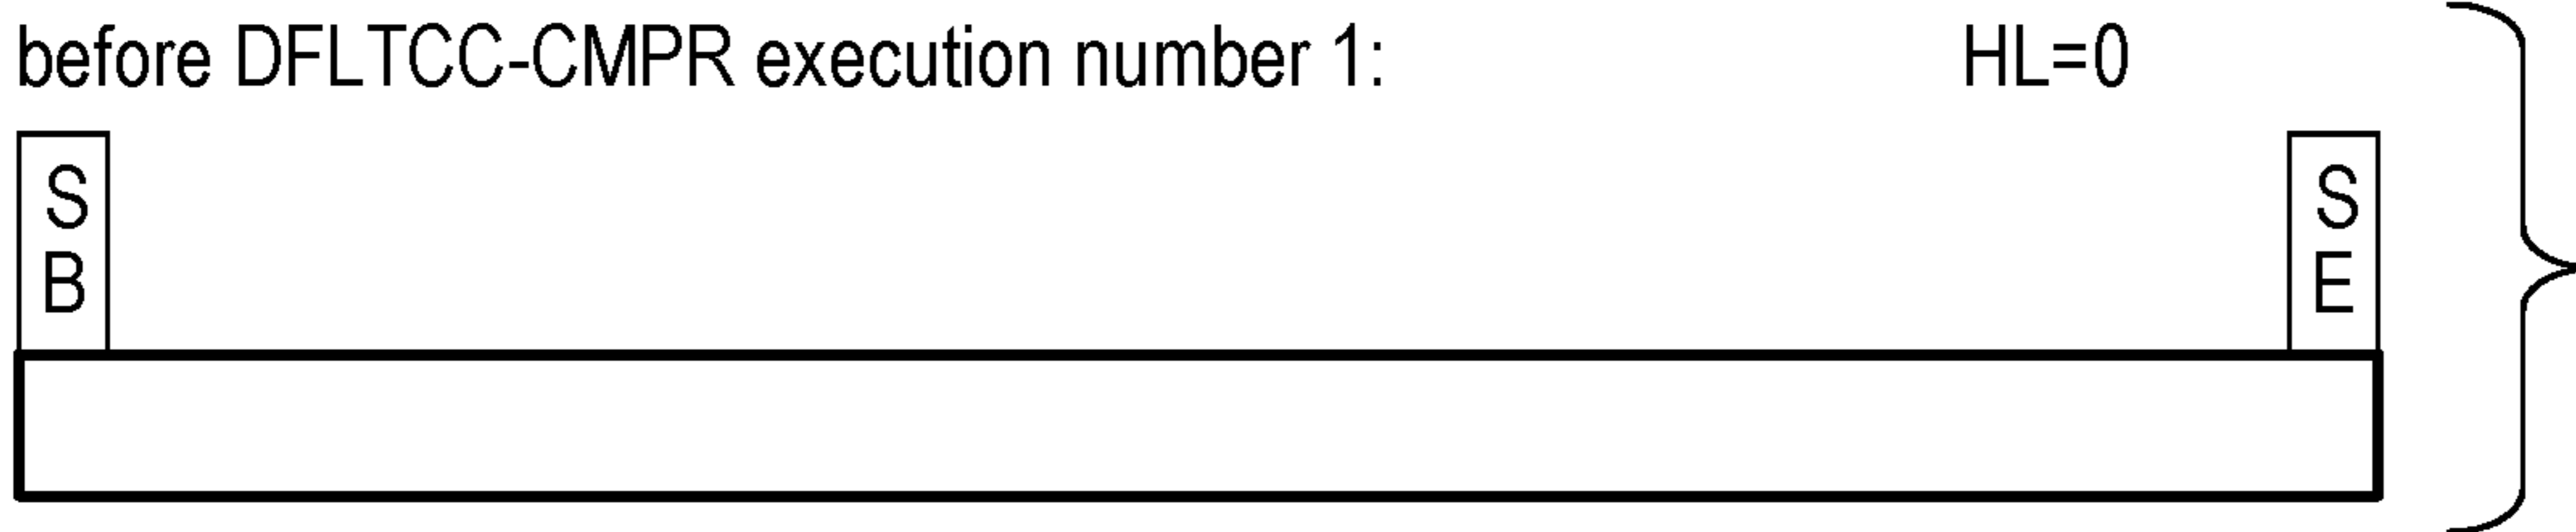 before DFLTCC-CMPR execution number 1: HL=0
S S
B E